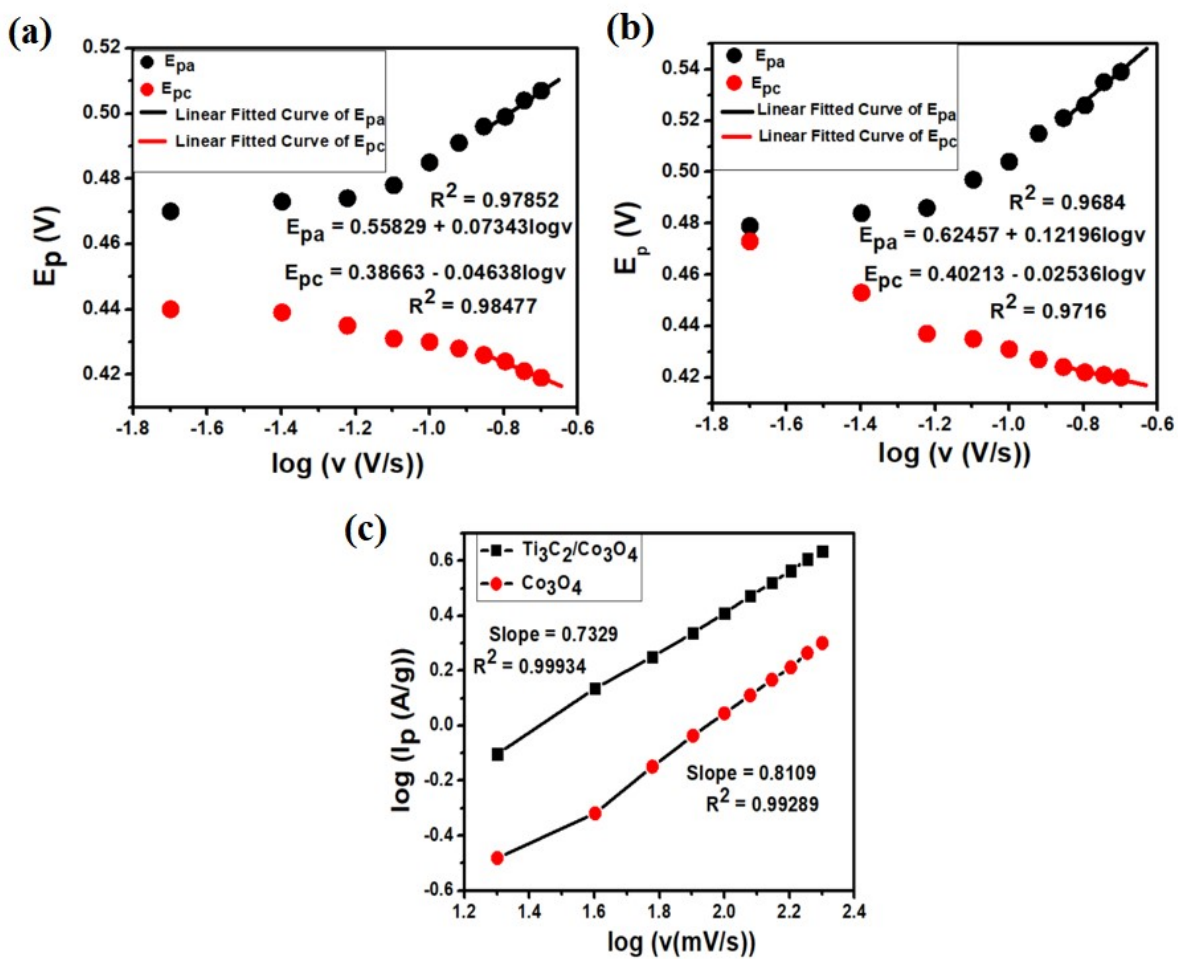 (a)
0.52
0.50
0.48
0.46
0.44
0.42
Ep (V)
Epa
Epc
Linear Fitted Curve of Epa
Linear Fitted Curve of Epc
R² = 0.97852
Epa = 0.55829 + 0.07343logv
Epc = 0.38663 - 0.04638logv
R² = 0.98477
-1.8 -1.6 -1.4 -1.2 -1.0 -0.8 -0.6
log (v (V/s))
(b)
0.54
0.52
0.50
0.48
0.46
0.44
0.42
Ep (V)
Epa
Epc
Linear Fitted Curve of Epa
Linear Fitted Curve of Epc
R² = 0.9684
Epa = 0.62457 + 0.12196logv
Epc = 0.40213 - 0.02536logv
R² = 0.9716
-1.8 -1.6 -1.4 -1.2 -1.0 -0.8 -0.6
log (v (V/s))
(c)
0.6
0.4
0.2
0.0
-0.2
-0.4
-0.6
log (Ip (A/g))
Ti₃C₂/Co₃O₄
Co₃O₄
Slope = 0.7329
R² = 0.99934
Slope = 0.8109
R² = 0.99289
1.2 1.4 1.6 1.8 2.0 2.2 2.4
log (v(mV/s))